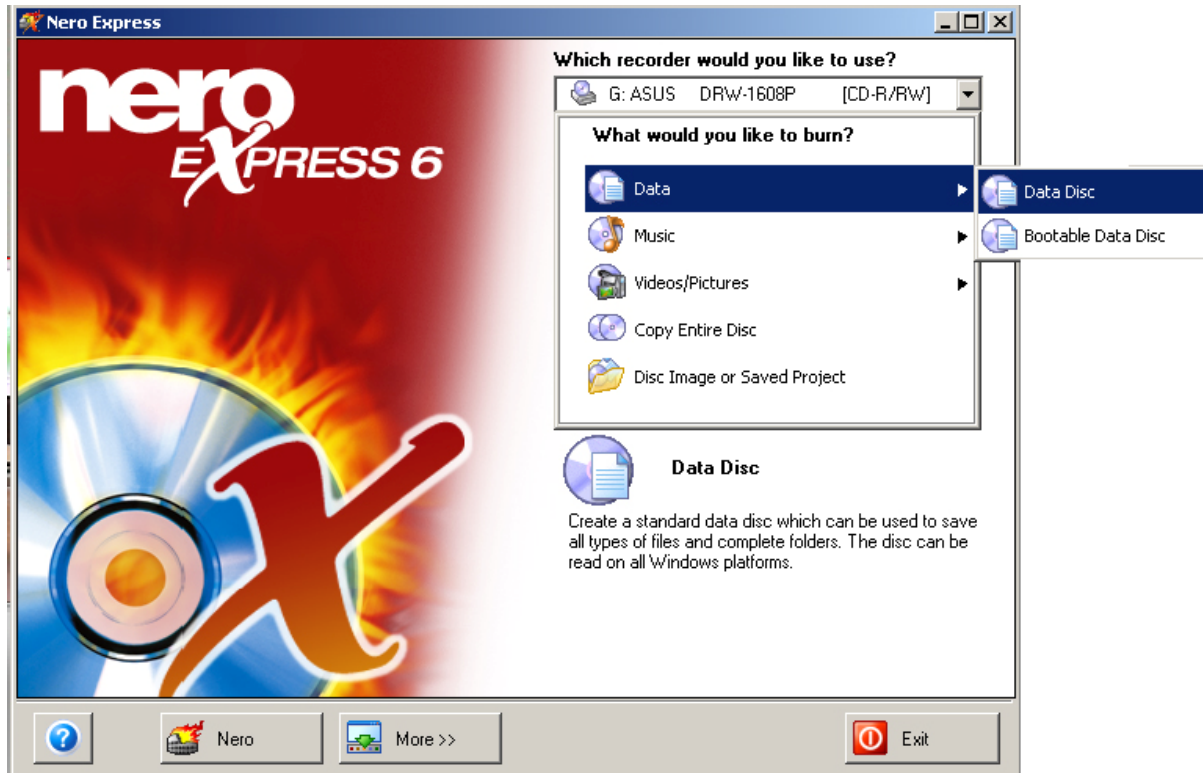 Nero Express
nero
EXPRESS 6
Which recorder would you like to use?
G: ASUS DRW-1608P [CD-R/RW]
What would you like to burn?
Data
Data Disc
Music
Bootable Data Disc
Videos/Pictures
Copy Entire Disc
Disc Image or Saved Project
Data Disc
Create a standard data disc which can be used to save
all types of files and complete folders. The disc can be
read on all Windows platforms.
Nero
More >>
Exit